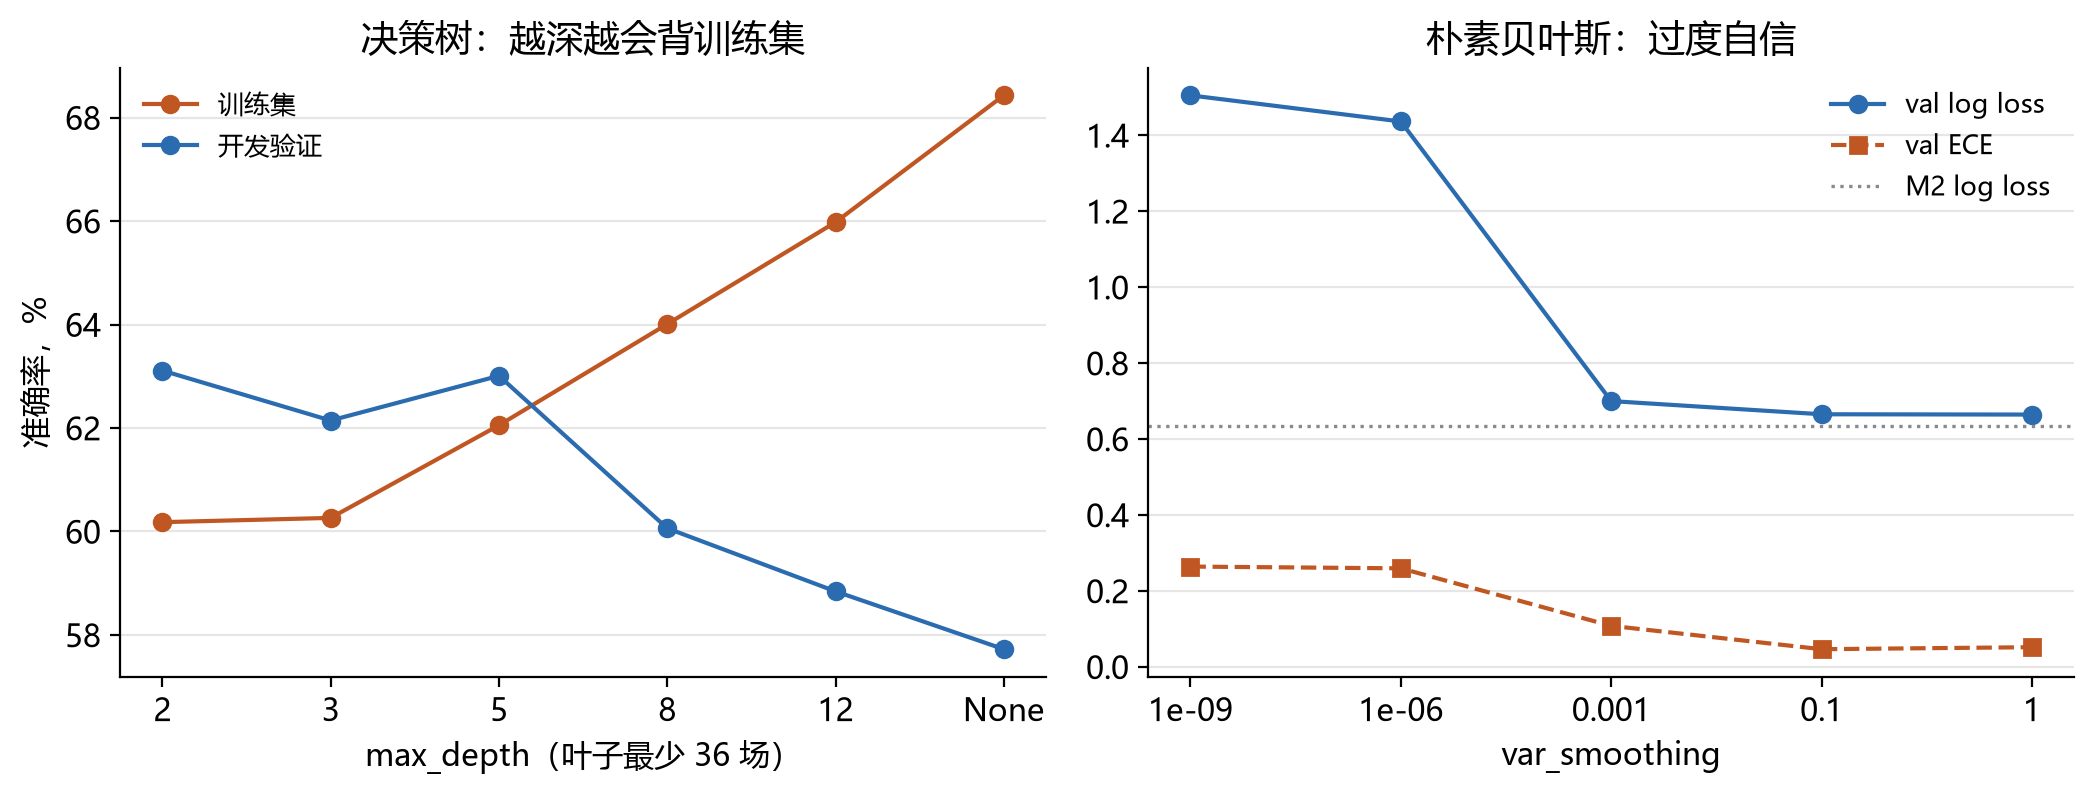 决策树：越深越会背训练集
训练集
开发验证
准确率，%
68
66
64
62
60
58
2 3 5 8 12 None
max_depth（叶子最少 36 场）
朴素贝叶斯：过度自信
val log loss
val ECE
M2 log loss
1.4
1.2
1.0
0.8
0.6
0.4
0.2
0.0
1e-09 1e-06 0.001 0.1 1
var_smoothing